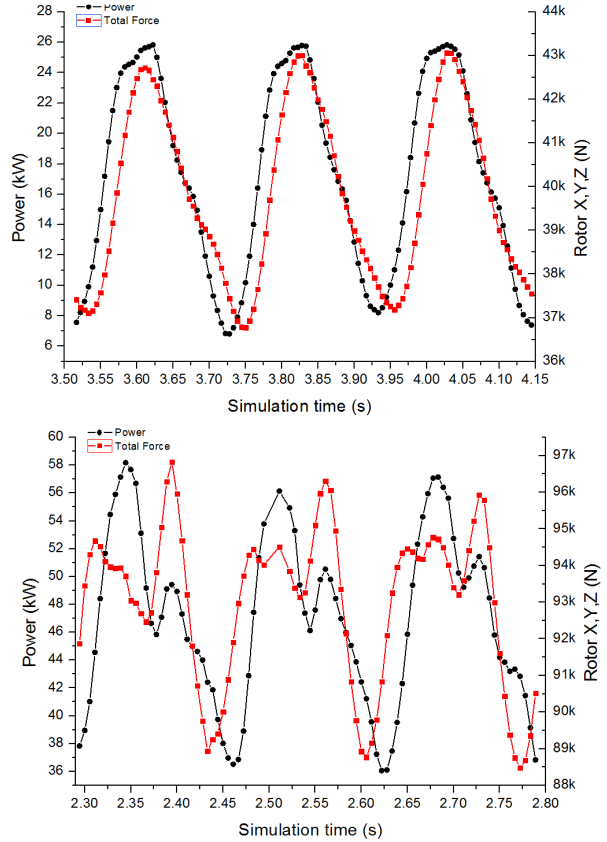 28
26
24
22
20
18
16
14
12
10
8
6
Power (kW)
Power
Total Force
44k
43k
42k
41k
40k
39k
38k
37k
36k
Rotor X,Y,Z (N)
3.50 3.55 3.60 3.65 3.70 3.75 3.80 3.85 3.90 3.95 4.00 4.05 4.10 4.15
Simulation time (s)
60
58
56
54
52
50
48
46
44
42
40
38
36
Power (kW)
Power
Total Force
97k
96k
95k
94k
93k
92k
91k
90k
89k
88k
Rotor X,Y,Z (N)
2.30 2.35 2.40 2.45 2.50 2.55 2.60 2.65 2.70 2.75 2.80
Simulation time (s)